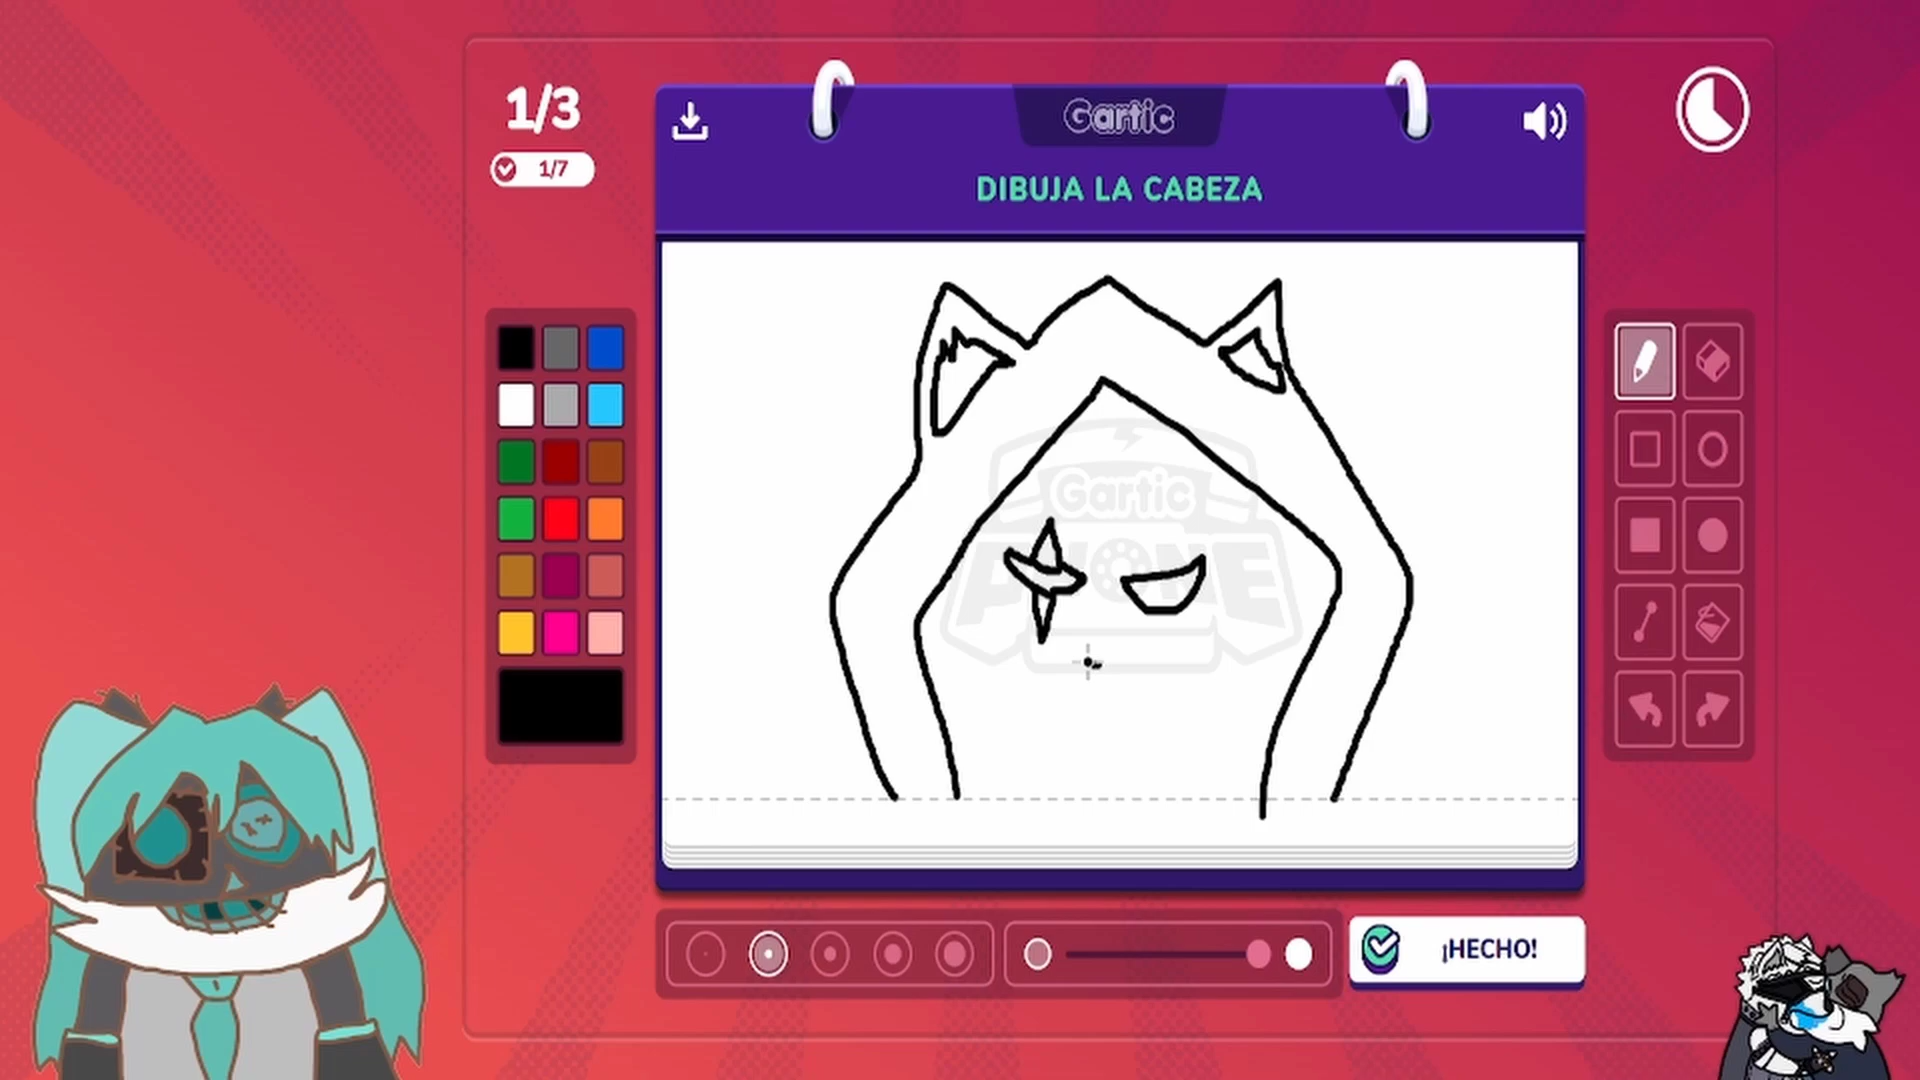 1/3
1/7
Gartic
DIBUJA LA CABEZA
Gartic
PHONE
¡HECHO!